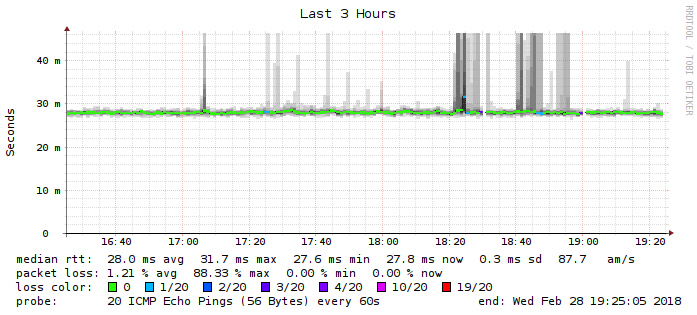 Last 3 Hours
RRDTOOL / TOBI OETIKER
Seconds
40 m
30 m
20 m
10 m
0
16:40 17:00 17:20 17:40 18:00 18:20 18:40 19:00 19:20
median rtt: 28.0 ms avg 31.7 ms max 27.6 ms min 27.8 ms now 0.3 ms sd 87.7 am/s
packet loss: 1.21 % avg 88.33 % max 0.00 % min 0.00 % now
loss color: 0 1/20 2/20 3/20 4/20 10/20 19/20
probe: 20 ICMP Echo Pings (56 Bytes) every 60s end: Wed Feb 28 19:25:05 2018